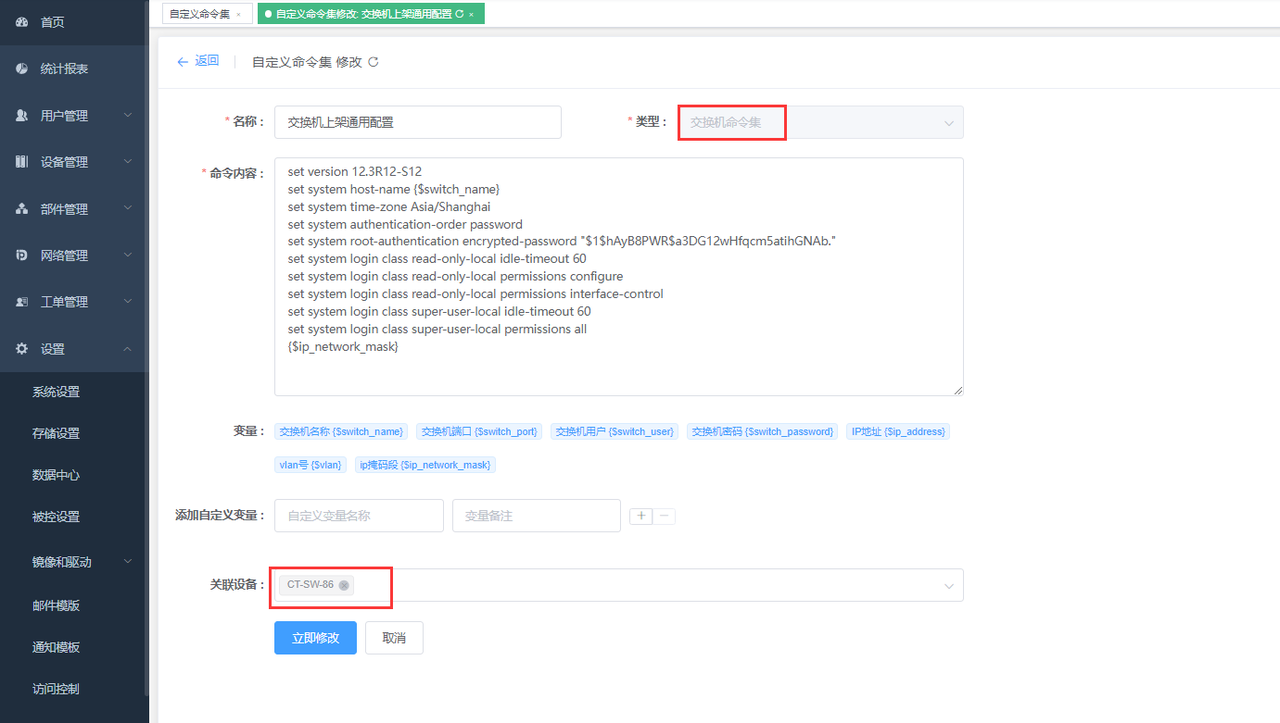 首页
统计报表
用户管理
设备管理
部件管理
网络管理
工单管理
设置
系统设置
存储设置
数据中心
被控设置
镜像和驱动
邮件模版
通知模板
访问控制
自定义命令集 ×
自定义命令集修改: 交换机上架通用配置 ×
← 返回 自定义命令集 修改
* 名称： 交换机上架通用配置 * 类型： 交换机命令集
* 命令内容：
set version 12.3R12-S12
set system host-name {$switch_name}
set system time-zone Asia/Shanghai
set system authentication-order password
set system root-authentication encrypted-password "$1$hAyB8PWR$a3DG12wHfqcm5atihGNAb."
set system login class read-only-local idle-timeout 60
set system login class read-only-local permissions configure
set system login class read-only-local permissions interface-control
set system login class super-user-local idle-timeout 60
set system login class super-user-local permissions all
{$ip_network_mask}
变量： 交换机名称 {$switch_name} 交换机端口 {$switch_port} 交换机用户 {$switch_user} 交换机密码 {$switch_password} IP地址 {$ip_address}
vlan号 {$vlan} ip掩码段 {$ip_network_mask}
添加自定义变量： 自定义变量名称 变量备注 + −
关联设备： CT-SW-86
立即修改 取消